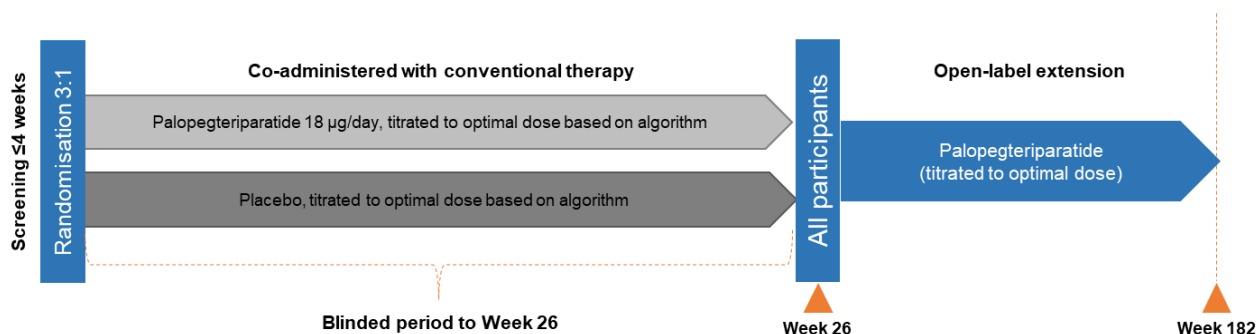 Screening ≤4 weeks
Randomisation 3:1
Co-administered with conventional therapy
Palopegteriparatide 18 µg/day, titrated to optimal dose based on algorithm
Placebo, titrated to optimal dose based on algorithm
Blinded period to Week 26
All participants
Week 26
Open-label extension
Palopegteriparatide
(titrated to optimal dose)
Week 182